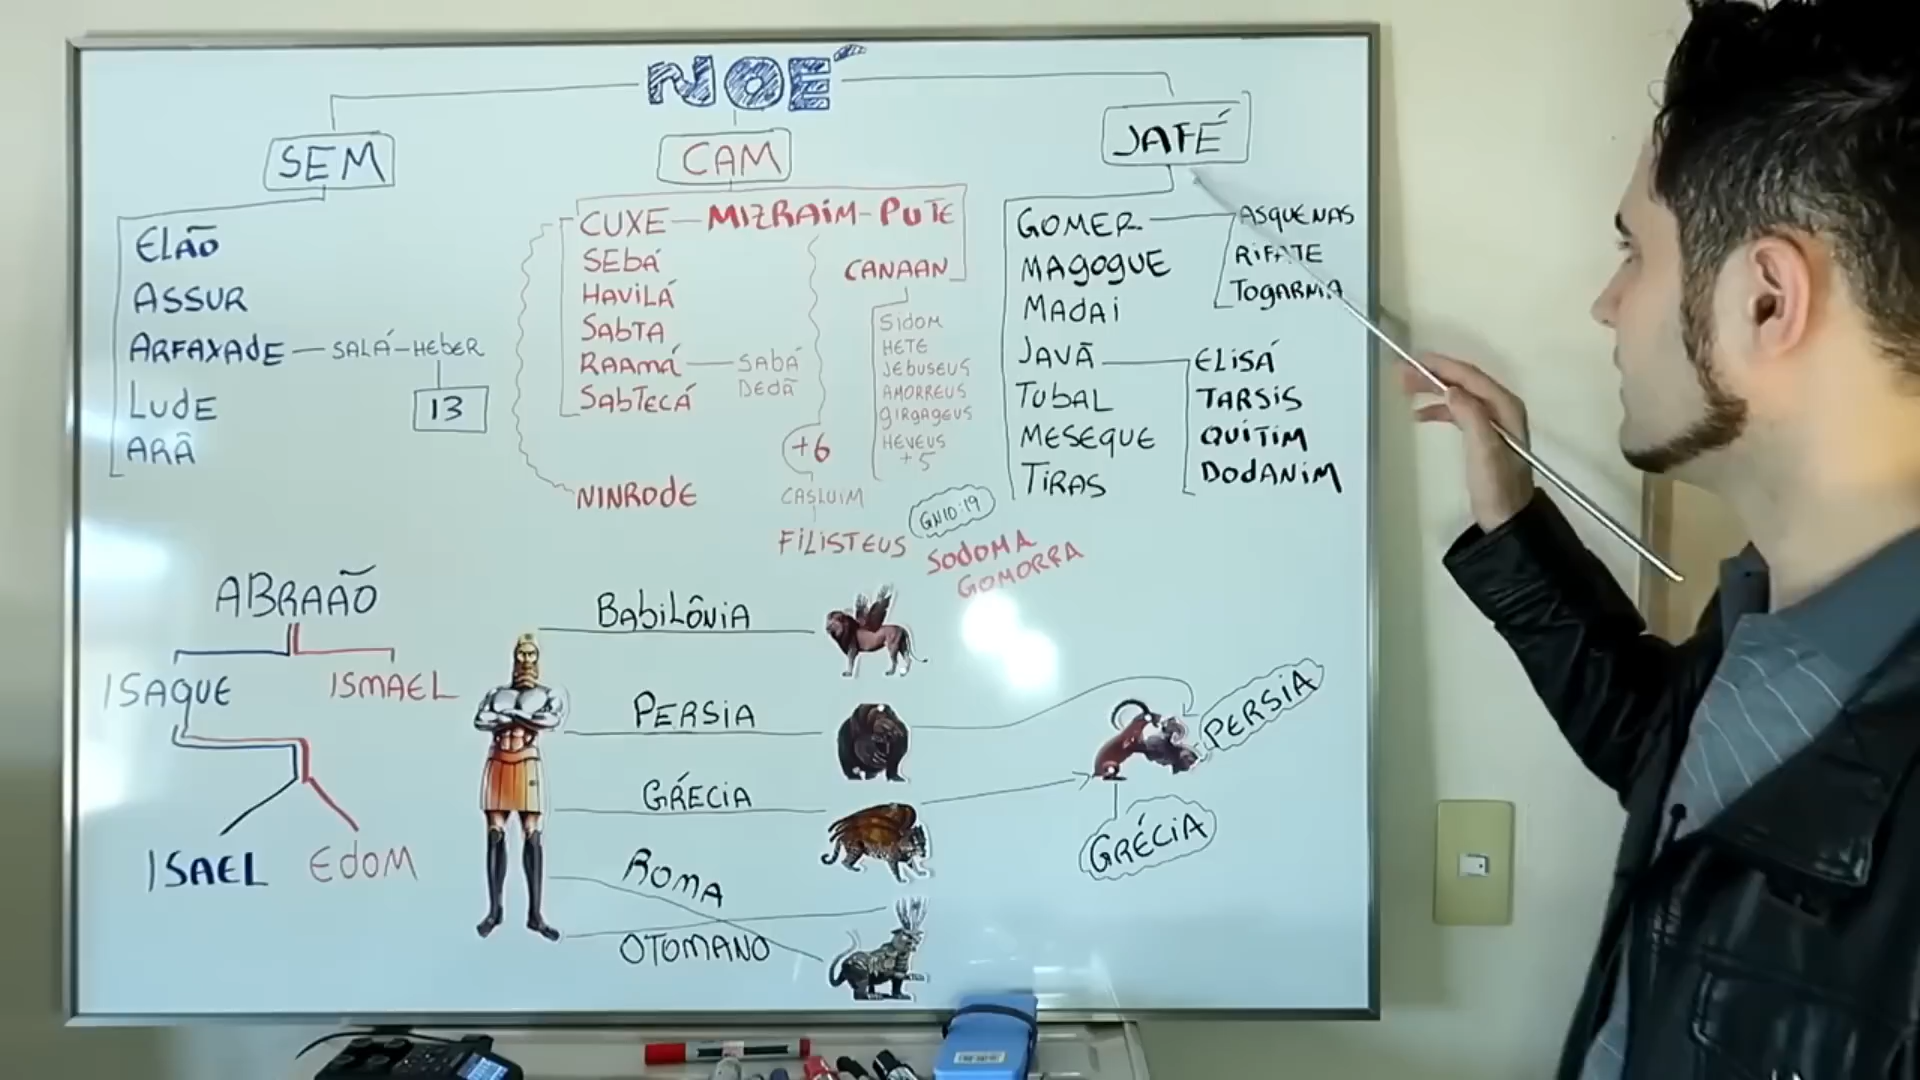 NOÉ
SEM
CAM
JAFÉ
ELÃO
ASSUR
ARFAXADE — SALÁ — HEBER
13
LUDE
ARÃ
CUXE — MIZRAIM - PUTE
SEBÁ
HAVILÁ
SABTA
RAAMÁ — SABÁ
DEDÃ
SABTECÁ
NINRODE
+6
CASLUIM
FILISTEUS
CANAAN
SIDOM
HETE
JEBUSEUS
AMORREUS
GIRGAGEUS
HEVEUS
+5
GN10:19
SODOMA
GOMORRA
GOMER
MAGOGUE
MADAI
JAVÃ
TUBAL
MESEQUE
TIRAS
ASQUENAS
RIFATE
TOGARMA
ELISÁ
TARSIS
QUITIM
DODANIM
ABRAÃO
ISAQUE
ISMAEL
ISAEL
EDOM
BABILÔNIA
PERSIA
GRÉCIA
ROMA
OTOMANO
PERSIA
GRÉCIA